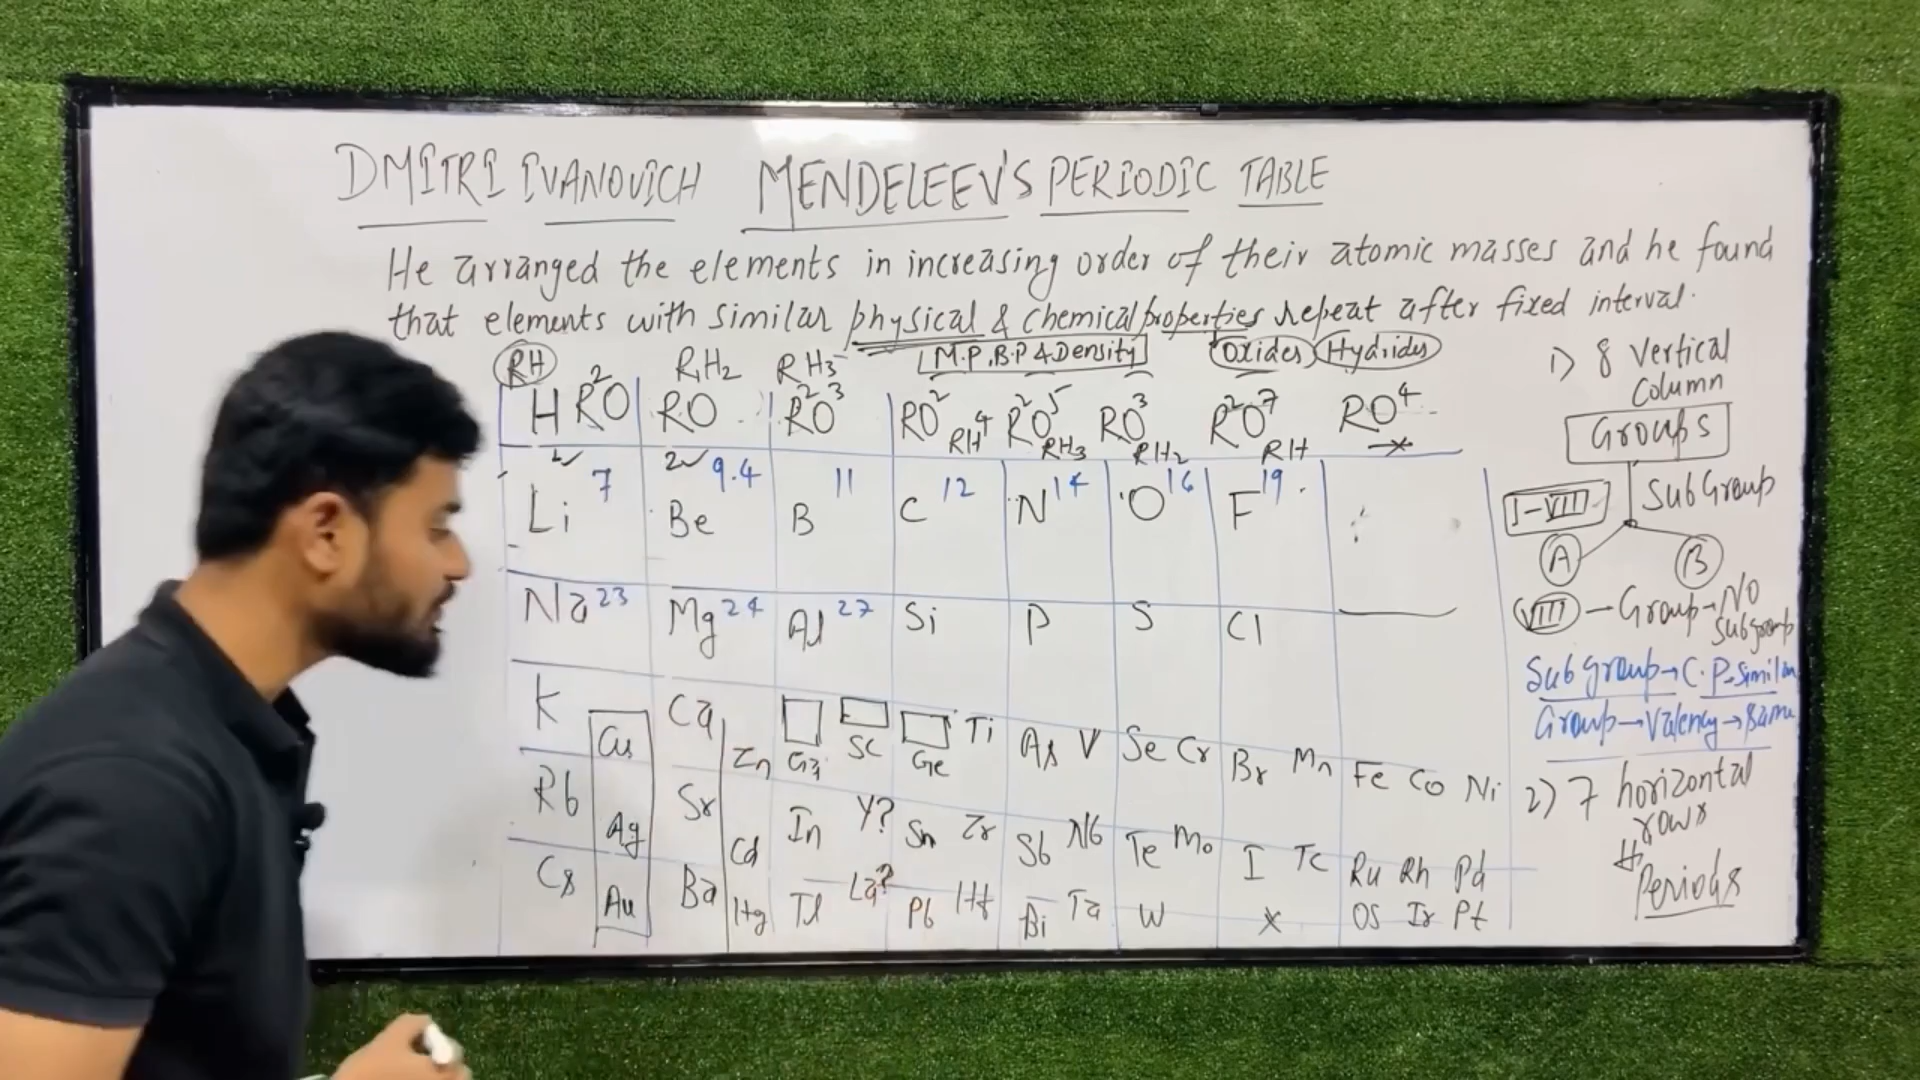 DMITRI IVANOVICH MENDELEEV'S PERIODIC TABLE
He arranged the elements in increasing order of their atomic masses and he found
that elements with similar physical & chemical properties repeat after fixed interval.
M.P, B.P & Density Oxides Hydrides
RH RH2 RH3
H R²O RO R²O³ RO² RH⁴ R²O⁵ RH3 RO³ RH2 R²O⁷ RH RO⁴ ×
Li 7 Be 9.4 B 11 C 12 N 14 O 16 F 19
Na 23 Mg 24 Al 27 Si P S Cl
K Cu Ca Zn Ga Sc Ge Ti As V Se Cr Br Mn Fe Co Ni
Rb Ag Sr Cd In Y? Sn Zr Sb Nb Te Mo I Tc Ru Rh Pd
Cs Au Ba Hg Tl La? Pb Hf Bi Ta W × OS Ir Pt
1) 8 Vertical
Column
Groups
I-VII SubGroup
A B
VIII - Group → NO
Subgroup
Sub group → C.P → Similar
Group → Valency → Same
2) 7 horizontal
rows
Periods